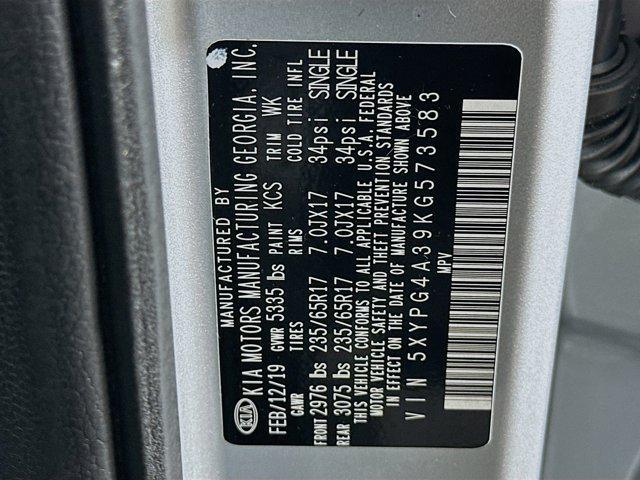 MANUFACTURED BY
KIA KIA MOTORS MANUFACTURING GEORGIA, INC.
FEB/12/19 GVWR 5335 lbs PAINT KCS TRIM WK
GAWR TIRES RIMS COLD TIRE INFL
FRONT 2976 lbs 235/65R17 7.0JX17 34psi SINGLE
REAR 3075 lbs 235/65R17 7.0JX17 34psi SINGLE
THIS VEHICLE CONFORMS TO ALL APPLICABLE U.S.A. FEDERAL
MOTOR VEHICLE SAFETY AND THEFT PREVENTION STANDARDS
IN EFFECT ON THE DATE OF MANUFACTURE SHOWN ABOVE
VIN 5XYPG4A39KG573583
MPV